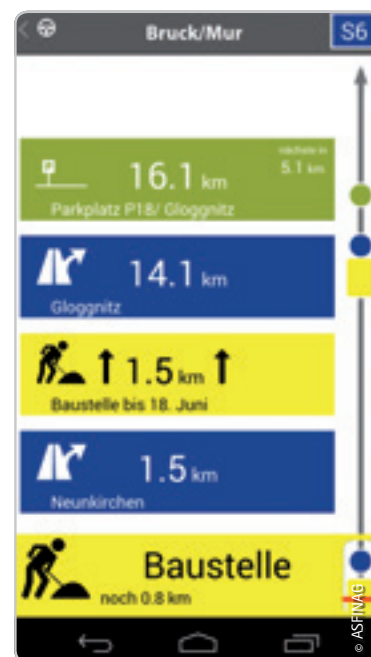 Bruck/Mur
S6
16.1 km
nächste in
5.1 km
Parkplatz P18/ Gloggnitz
14.1 km
Gloggnitz
1.5 km
Baustelle bis 18. Juni
1.5 km
Neunkirchen
Baustelle
noch 0.8 km
© ASFINAG